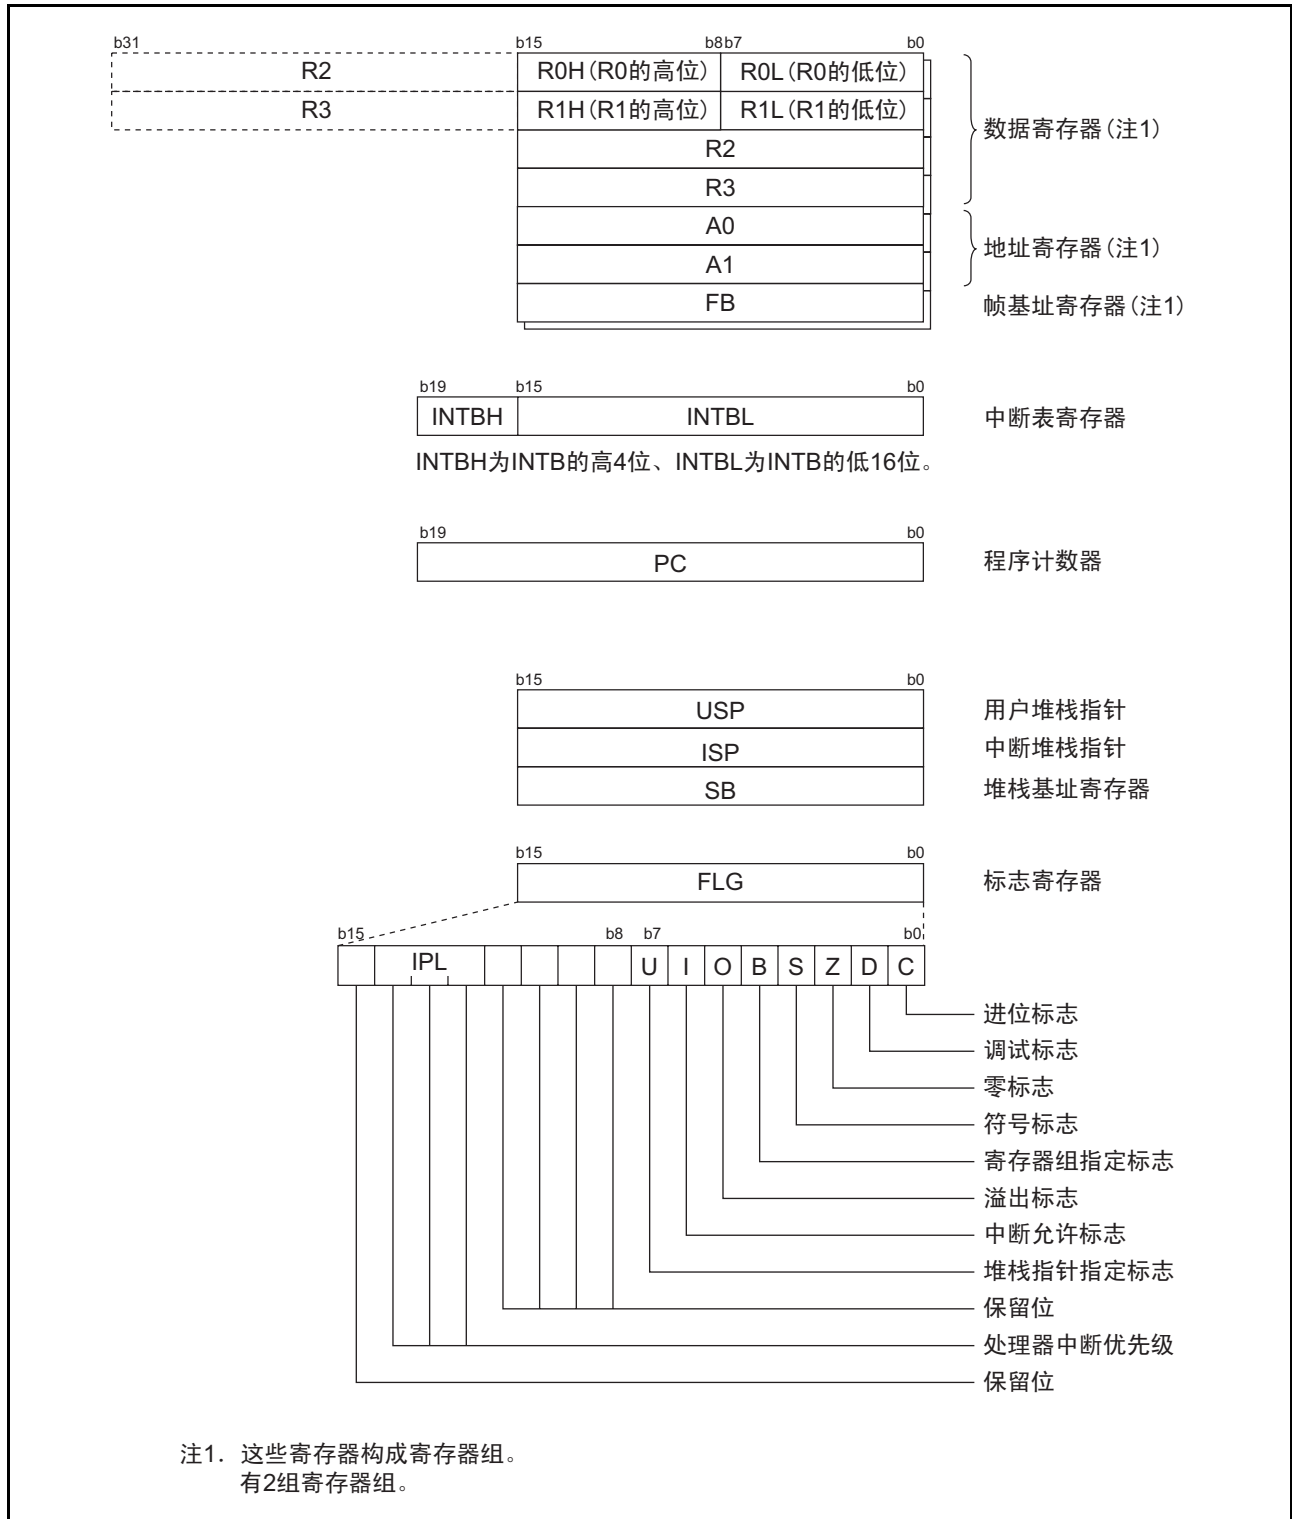 b31 b15 b8b7 b0
R2 R0H(R0的高位) R0L(R0的低位)
R3 R1H(R1的高位) R1L(R1的低位)
数据寄存器(注1)
R2
R3
A0
地址寄存器(注1)
A1
FB 帧基址寄存器(注1)
b19 b15 b0
INTBH INTBL 中断表寄存器
INTBH为INTB的高4位、INTBL为INTB的低16位。
b19 b0
PC 程序计数器
b15 b0
USP 用户堆栈指针
ISP 中断堆栈指针
SB 堆栈基址寄存器
b15 b0
FLG 标志寄存器
b15 b8 b7 b0
IPL U I O B S Z D C
进位标志
调试标志
零标志
符号标志
寄存器组指定标志
溢出标志
中断允许标志
堆栈指针指定标志
保留位
处理器中断优先级
保留位
注1. 这些寄存器构成寄存器组。
有2组寄存器组。